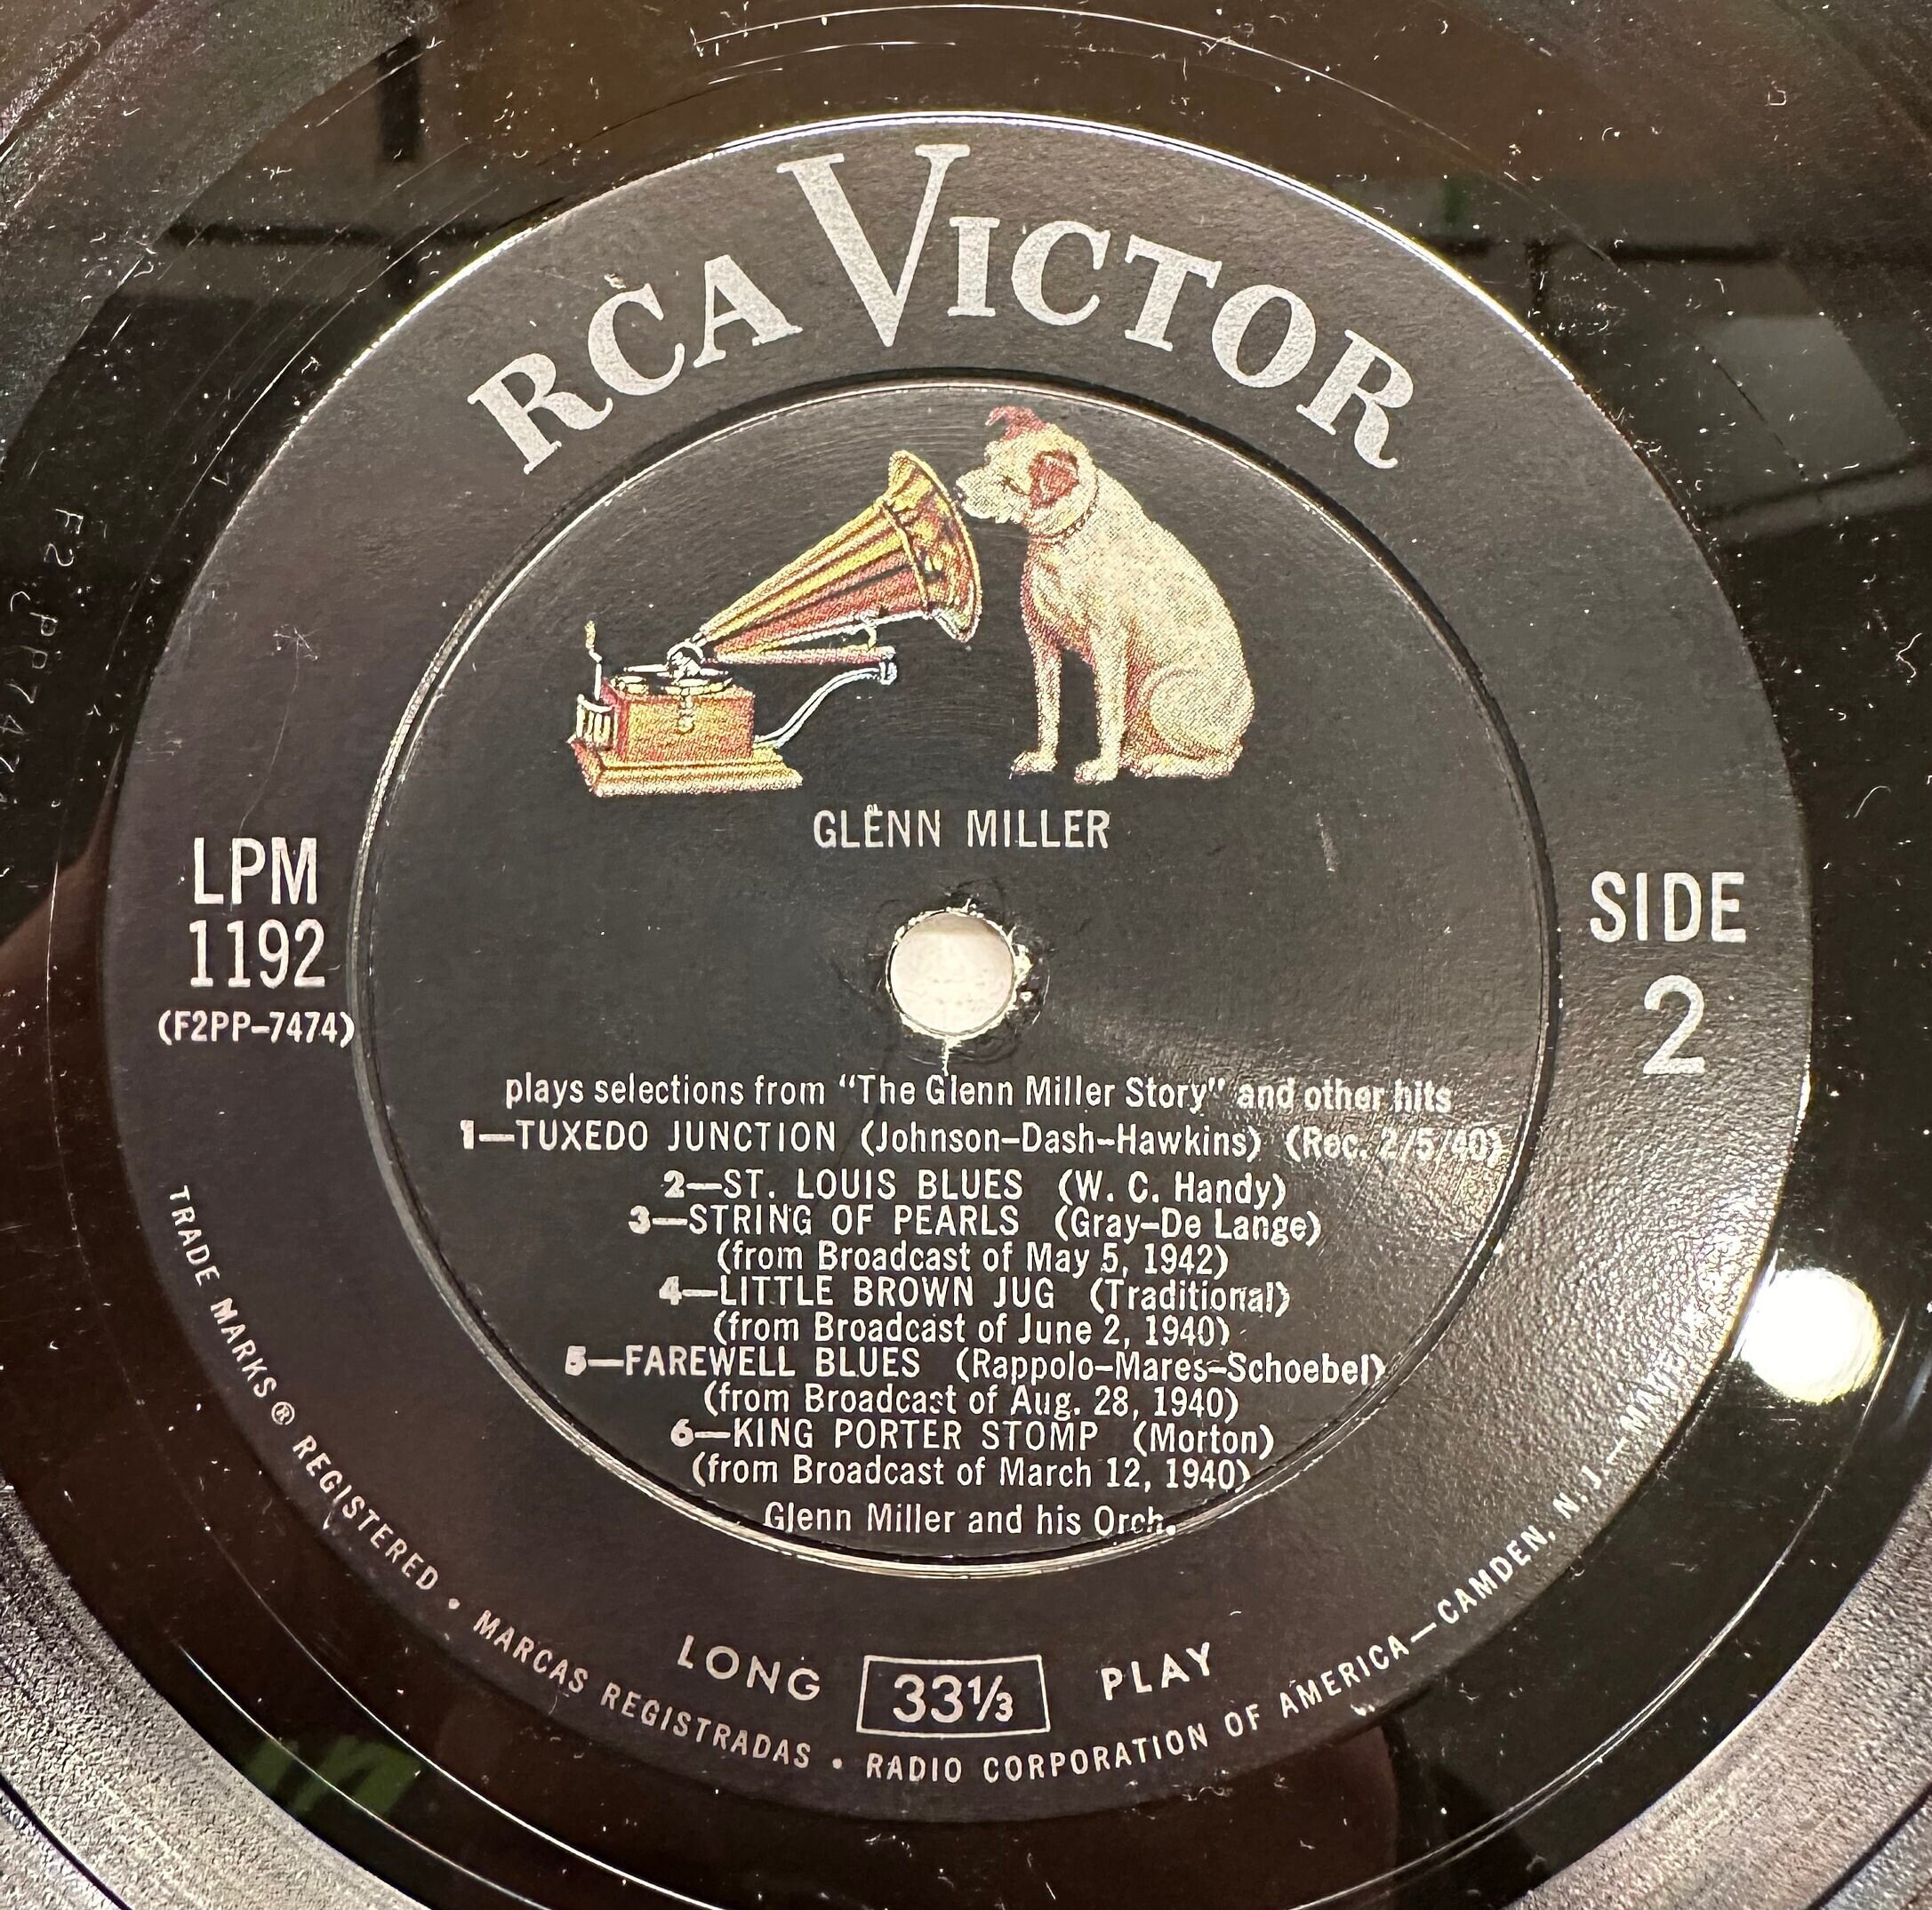 RCA VICTOR
GLENN MILLER
LPM
1192
(F2PP-7474)
SIDE
2
plays selections from "The Glenn Miller Story" and other hits
1—TUXEDO JUNCTION (Johnson-Dash-Hawkins) (Rec. 2/5/40)
2—ST. LOUIS BLUES (W. C. Handy)
3—STRING OF PEARLS (Gray-De Lange)
(from Broadcast of May 5, 1942)
4—LITTLE BROWN JUG (Traditional)
(from Broadcast of June 2, 1940)
5—FAREWELL BLUES (Rappolo-Mares-Schoebel)
(from Broadcast of Aug. 28, 1940)
6—KING PORTER STOMP (Morton)
(from Broadcast of March 12, 1940)
Glenn Miller and his Orch.
LONG 33⅓ PLAY
TRADE MARKS ® REGISTERED • MARCAS REGISTRADAS • RADIO CORPORATION OF AMERICA—CAMDEN, N. J.—